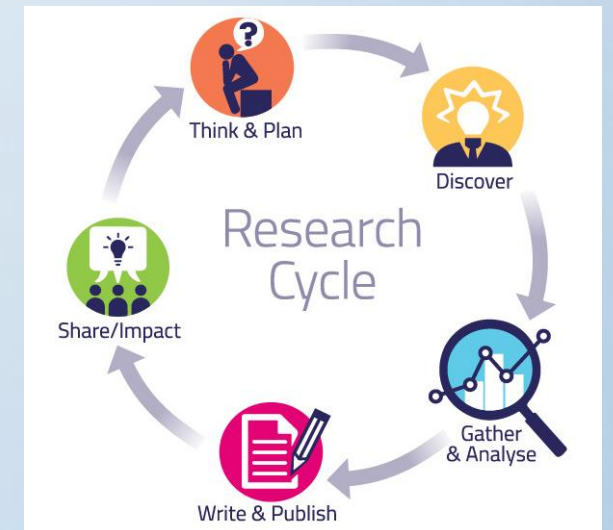 Research
Cycle
?
Think & Plan
Discover
Gather
& Analyse
Write & Publish
Share/Impact